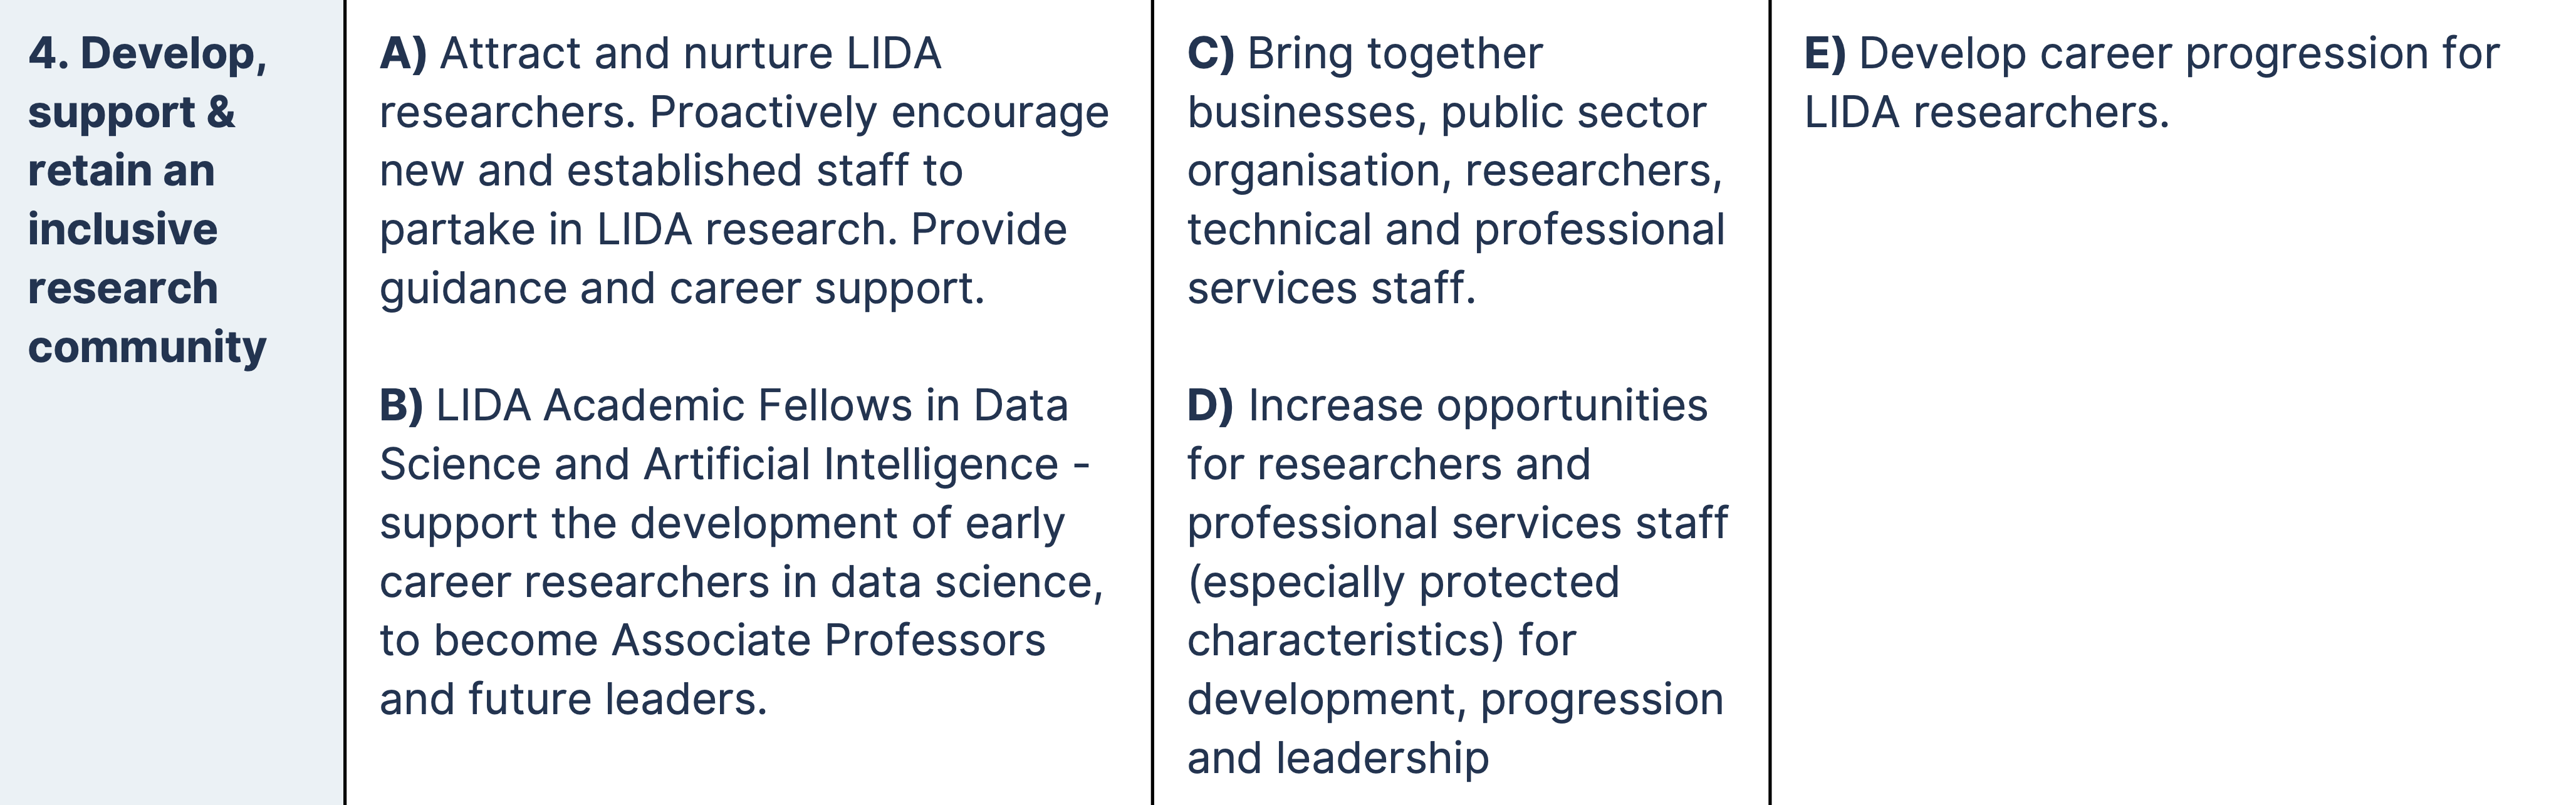 4. Develop,
support &
retain an
inclusive
research
community
A) Attract and nurture LIDA
researchers. Proactively encourage
new and established staff to
partake in LIDA research. Provide
guidance and career support.
B) LIDA Academic Fellows in Data
Science and Artificial Intelligence -
support the development of early
career researchers in data science,
to become Associate Professors
and future leaders.
C) Bring together
businesses, public sector
organisation, researchers,
technical and professional
services staff.
D) Increase opportunities
for researchers and
professional services staff
(especially protected
characteristics) for
development, progression
and leadership
E) Develop career progression for
LIDA researchers.